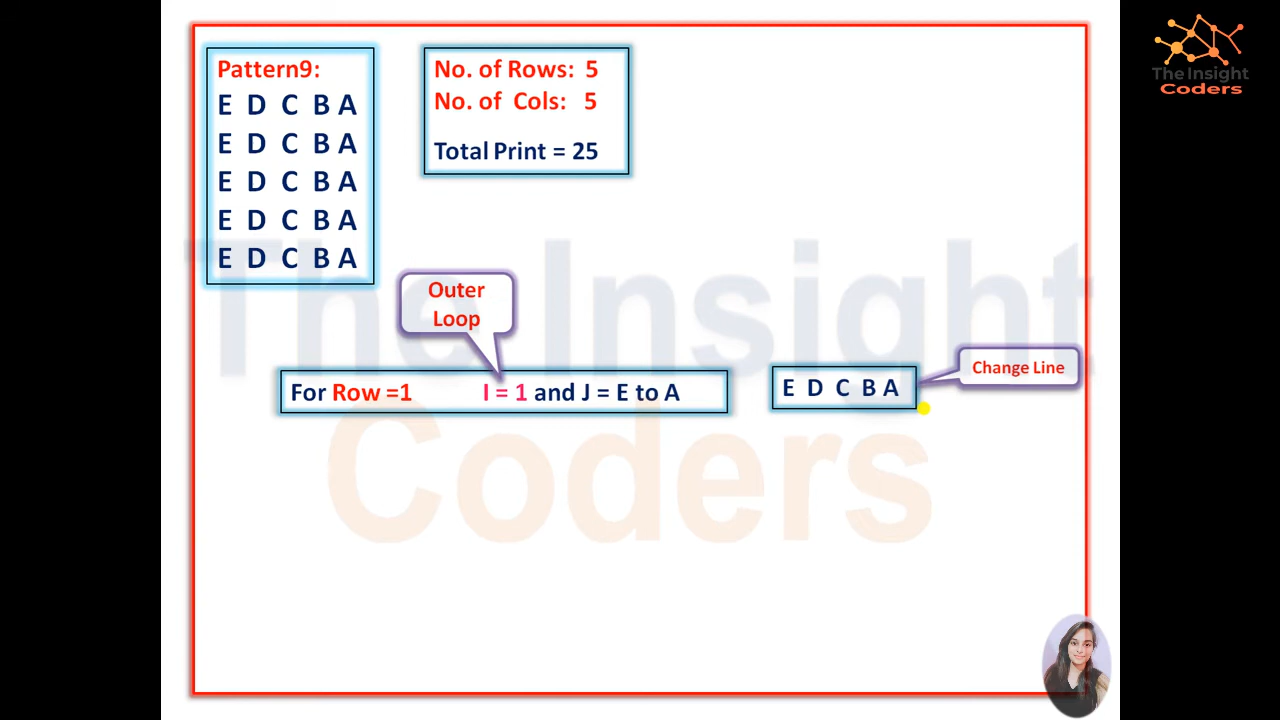 Pattern9:
E D C B A
E D C B A
E D C B A
E D C B A
E D C B A
No. of Rows: 5
No. of Cols: 5
Total Print = 25
The Insight
Coders
Outer
Loop
For Row =1 I = 1 and J = E to A
E D C B A
Change Line
The Insight
Coders